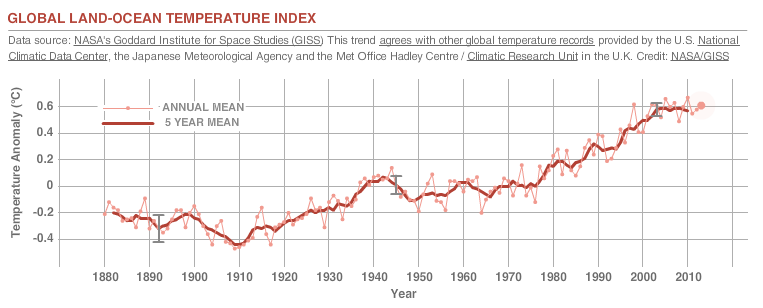 GLOBAL LAND-OCEAN TEMPERATURE INDEX
Data source: NASA's Goddard Institute for Space Studies (GISS) This trend agrees with other global temperature records provided by the U.S. National
Climatic Data Center, the Japanese Meteorological Agency and the Met Office Hadley Centre / Climatic Research Unit in the U.K. Credit: NASA/GISS
ANNUAL MEAN
5 YEAR MEAN
Temperature Anomaly (°C)
0.6
0.4
0.2
0
-0.2
-0.4
1880 1890 1900 1910 1920 1930 1940 1950 1960 1970 1980 1990 2000 2010
Year